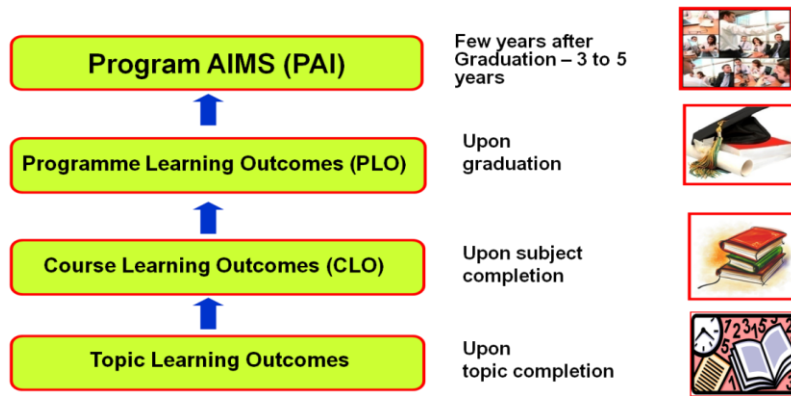 Program AIMS (PAI)
Few years after
Graduation – 3 to 5
years
Programme Learning Outcomes (PLO)
Upon
graduation
Course Learning Outcomes (CLO)
Upon subject
completion
Topic Learning Outcomes
Upon
topic completion